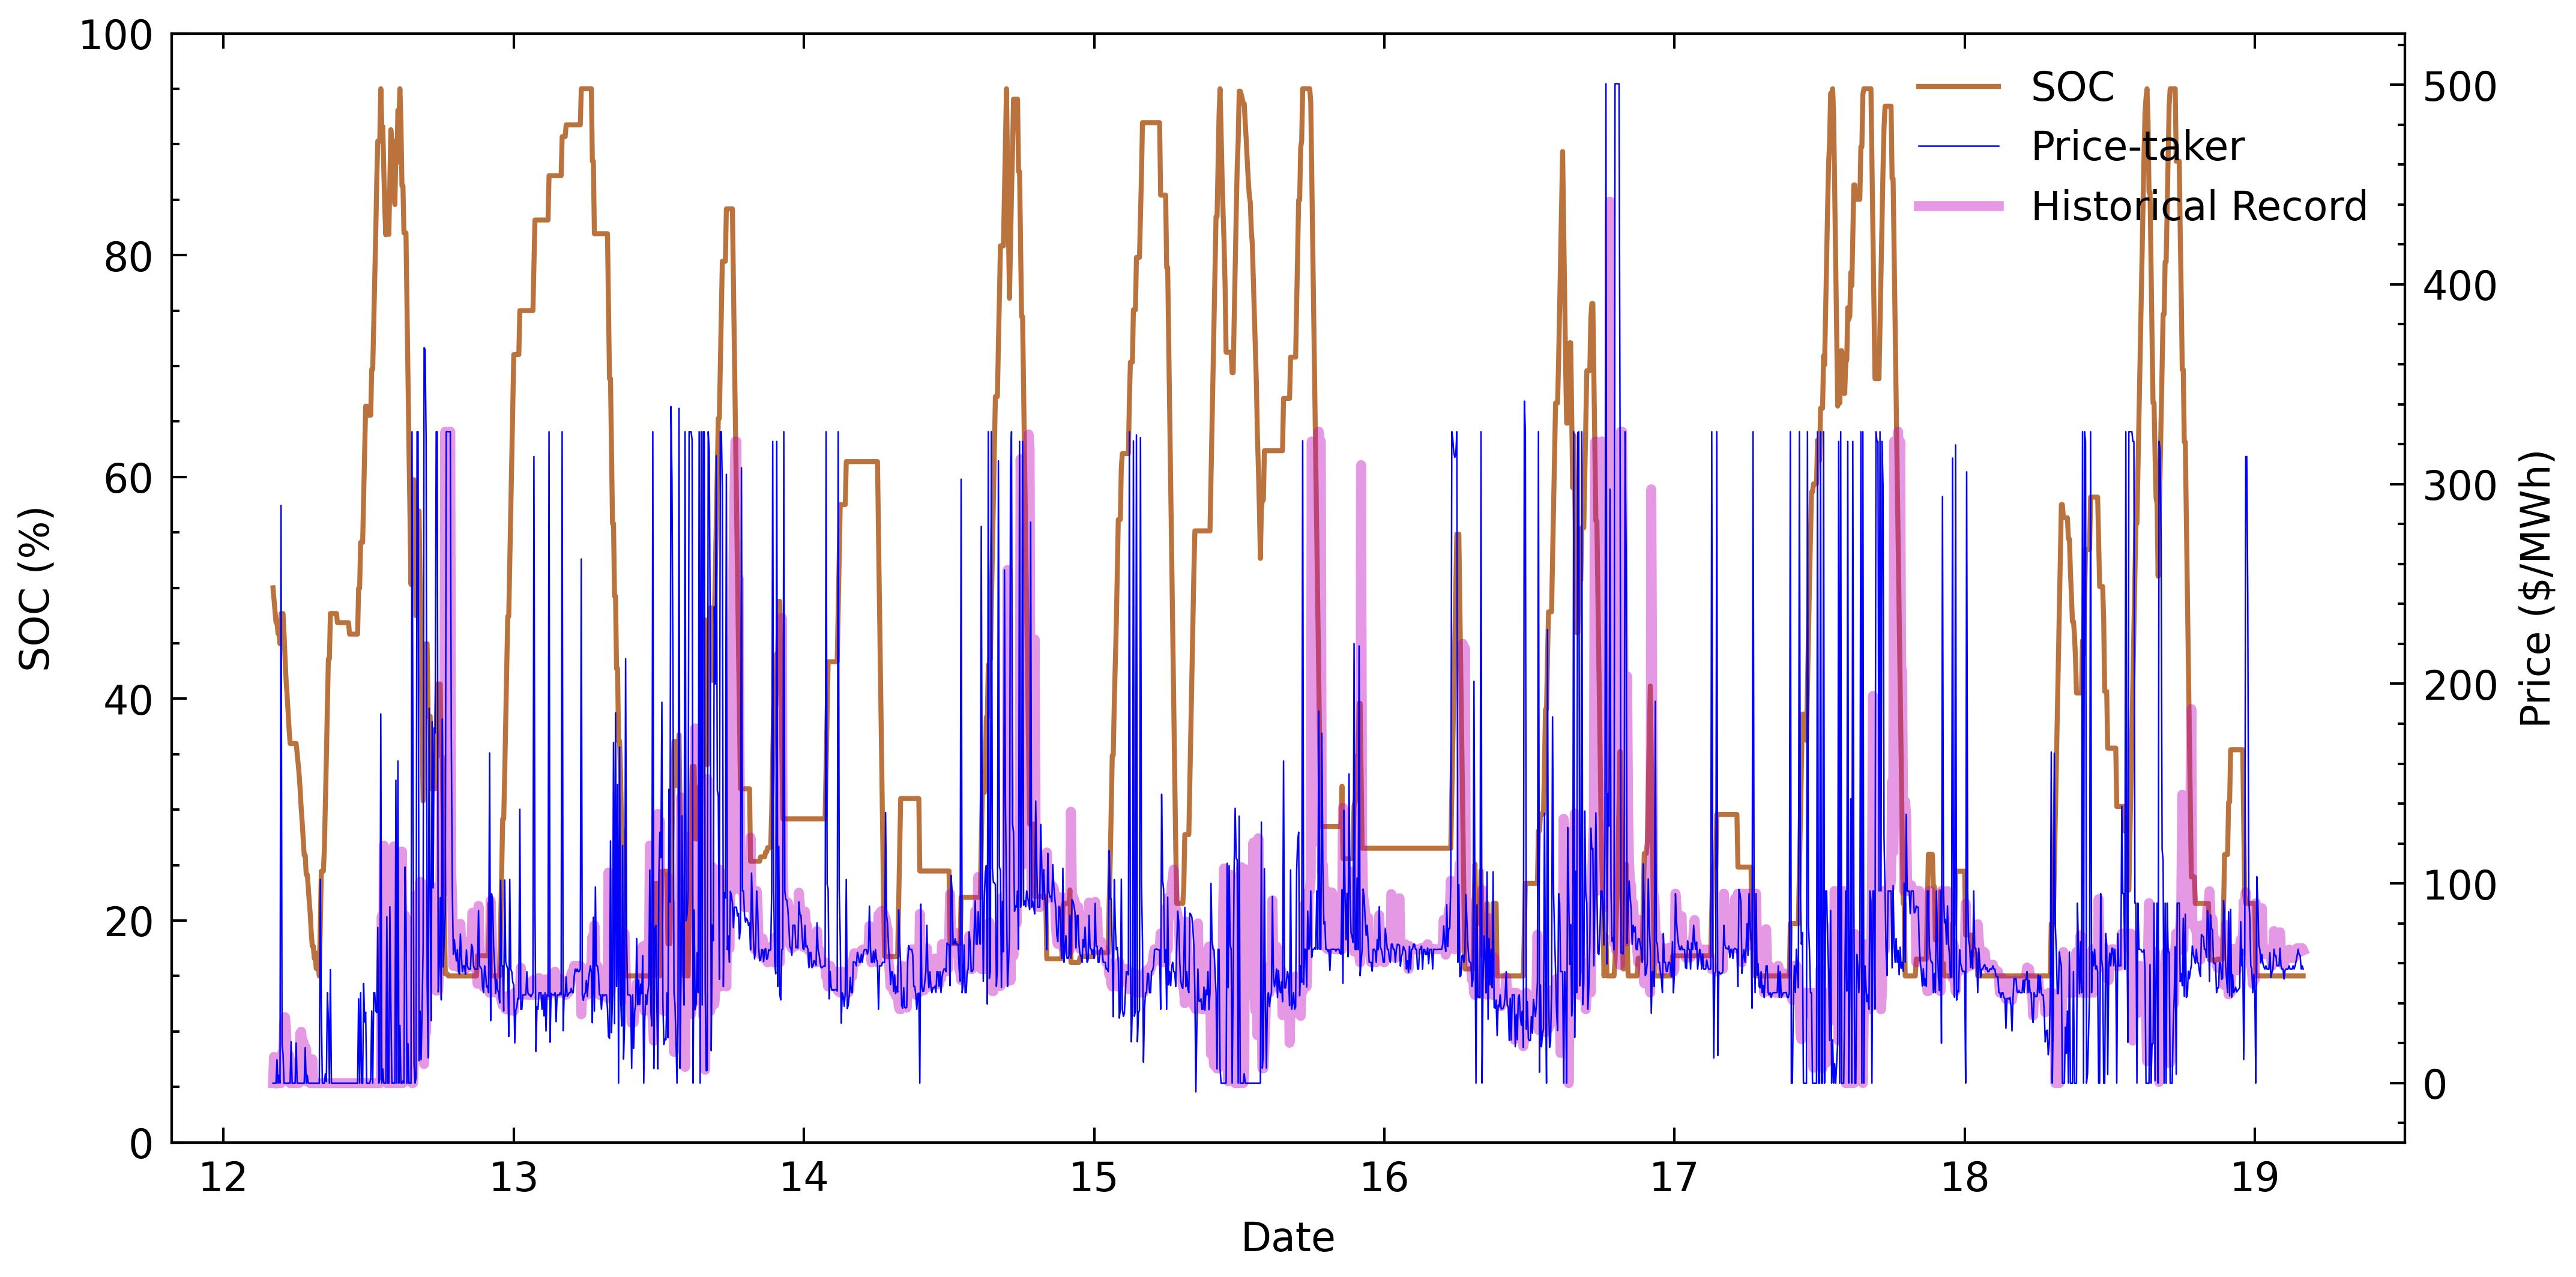 100
80
60
40
20
0
SOC (%)
12 13 14 15 16 17 18 19
Date
500
400
300
200
100
0
Price ($/MWh)
SOC
Price-taker
Historical Record